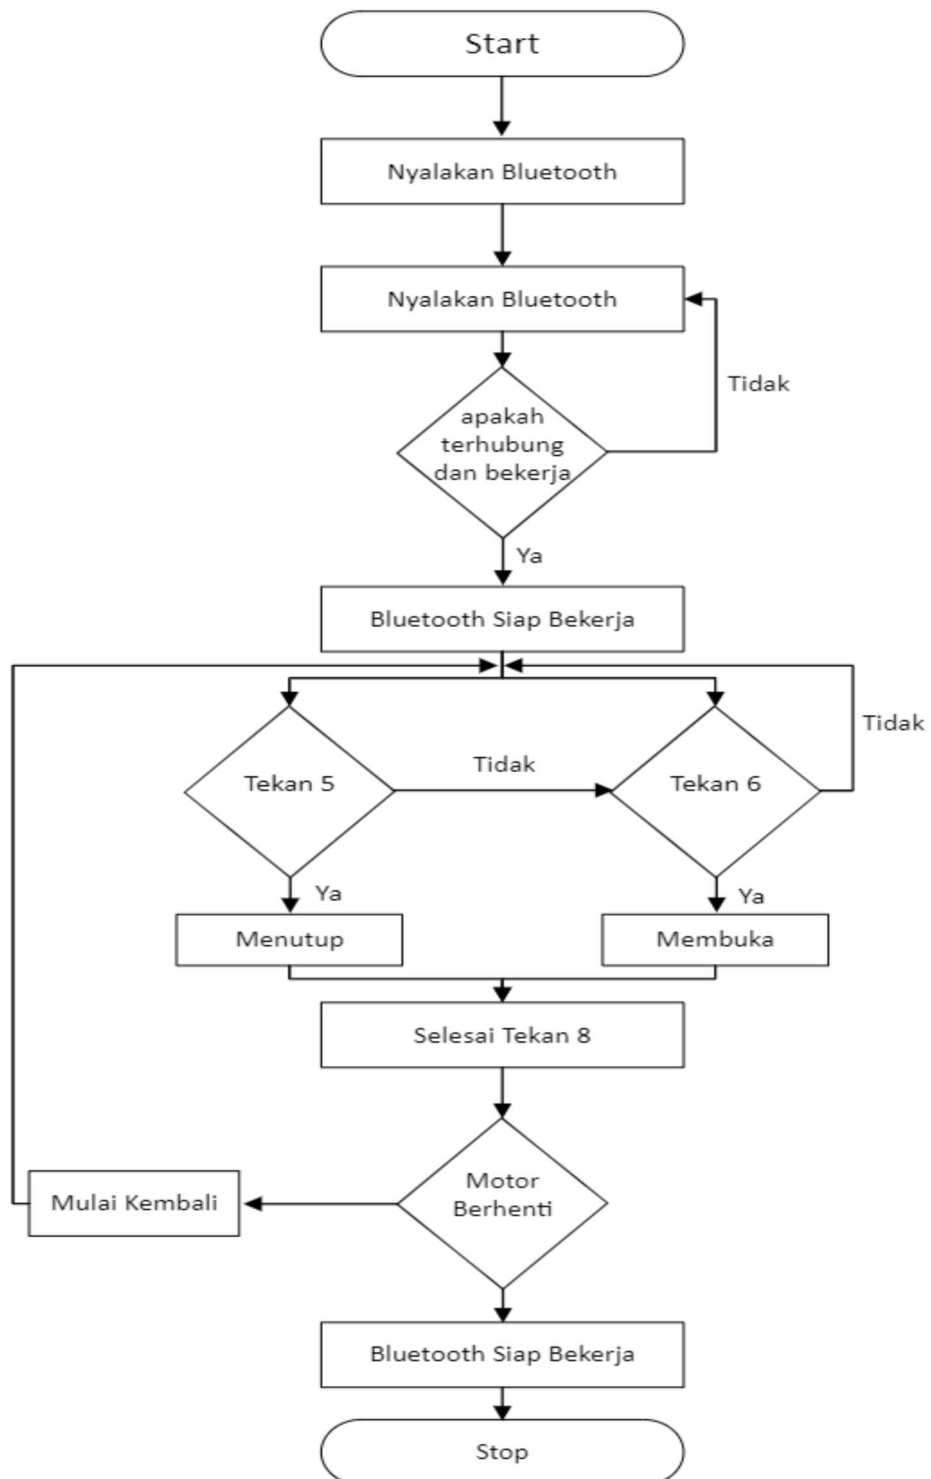 Start
Nyalakan Bluetooth
Nyalakan Bluetooth
Tidak
apakah
terhubung
dan bekerja
Ya
Bluetooth Siap Bekerja
Tidak
Tekan 5
Tidak
Tekan 6
Ya
Ya
Menutup
Membuka
Selesai Tekan 8
Motor
Berhenti
Mulai Kembali
Bluetooth Siap Bekerja
Stop